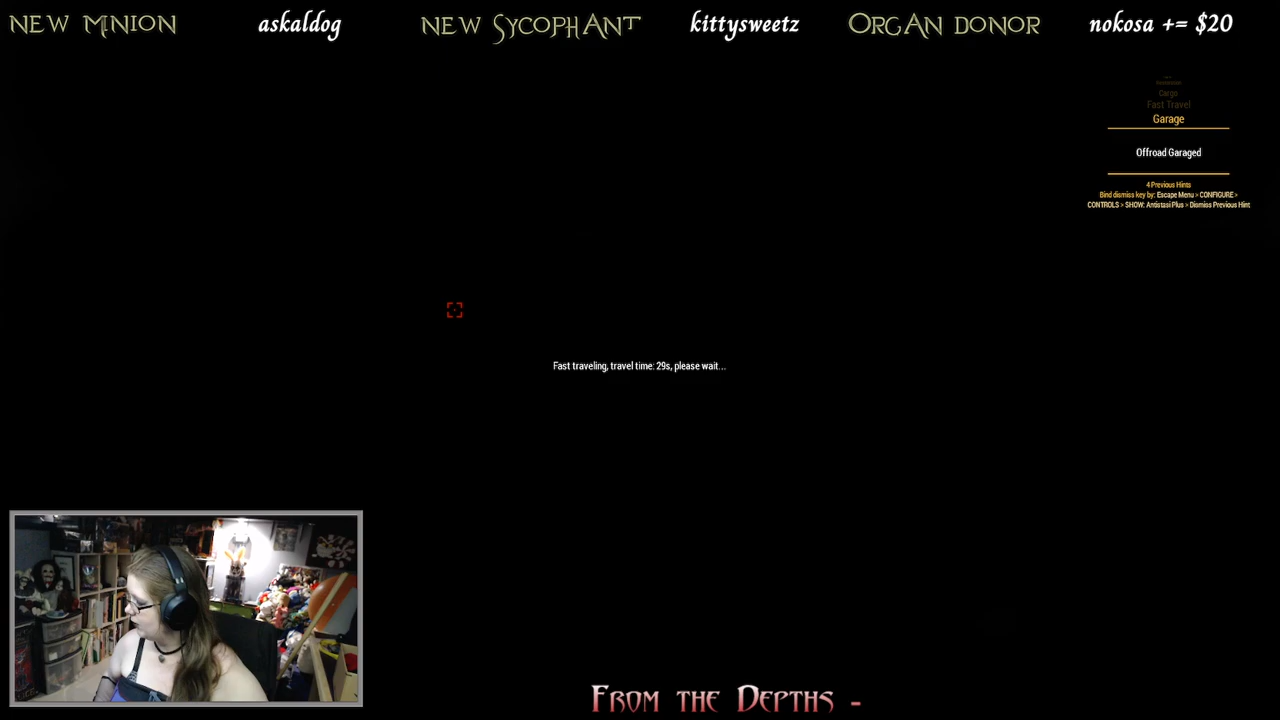 NEW MINION askaldog NEW SYCOPHANT kittysweetz ORGAN DONOR nokosa += $20
Cargo
Fast Travel
Garage
Offroad Garaged
4 Previous Hints
Bind dismiss key by: Escape Menu > CONFIGURE >
CONTROLS > SHOW: Antistasi Plus > Dismiss Previous Hint
Fast traveling, travel time: 29s, please wait...
FROM THE DEPTHS -